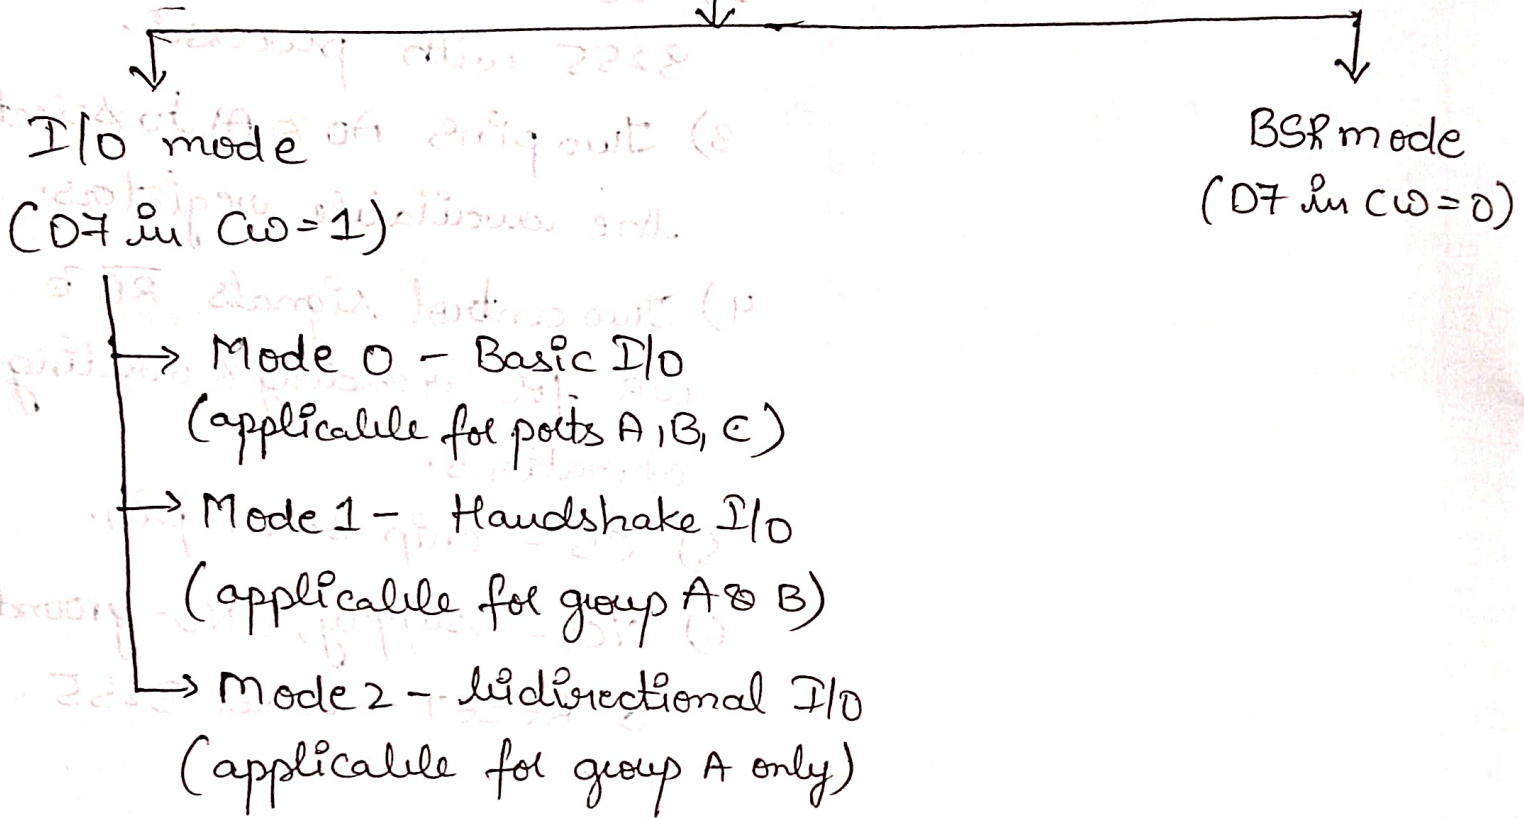 I/O mode
(D7 in CW=1)
BSR mode
(D7 in CW=0)
Mode 0 - Basic I/O
(applicable for ports A, B, C)
Mode 1 - Handshake I/O
(applicable for group A & B)
Mode 2 - bidirectional I/O
(applicable for group A only)